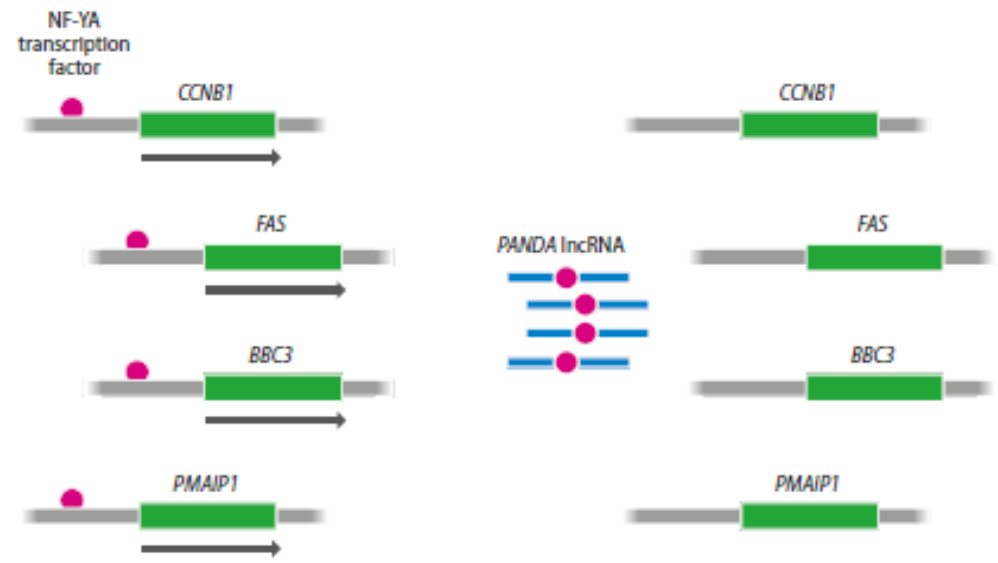 NF-YA
transcription
factor
CCNB1
FAS
BBC3
PMAIP1
PANDA lncRNA
CCNB1
FAS
BBC3
PMAIP1